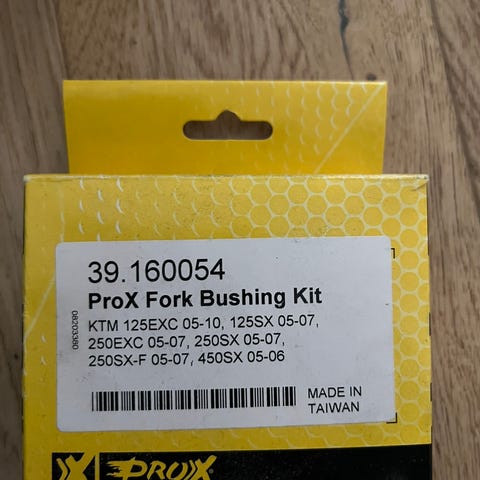 39.160054
ProX Fork Bushing Kit
KTM 125EXC 05-10, 125SX 05-07,
250EXC 05-07, 250SX 05-07,
250SX-F 05-07, 450SX 05-06
MADE IN
TAIWAN
08203380
PROX